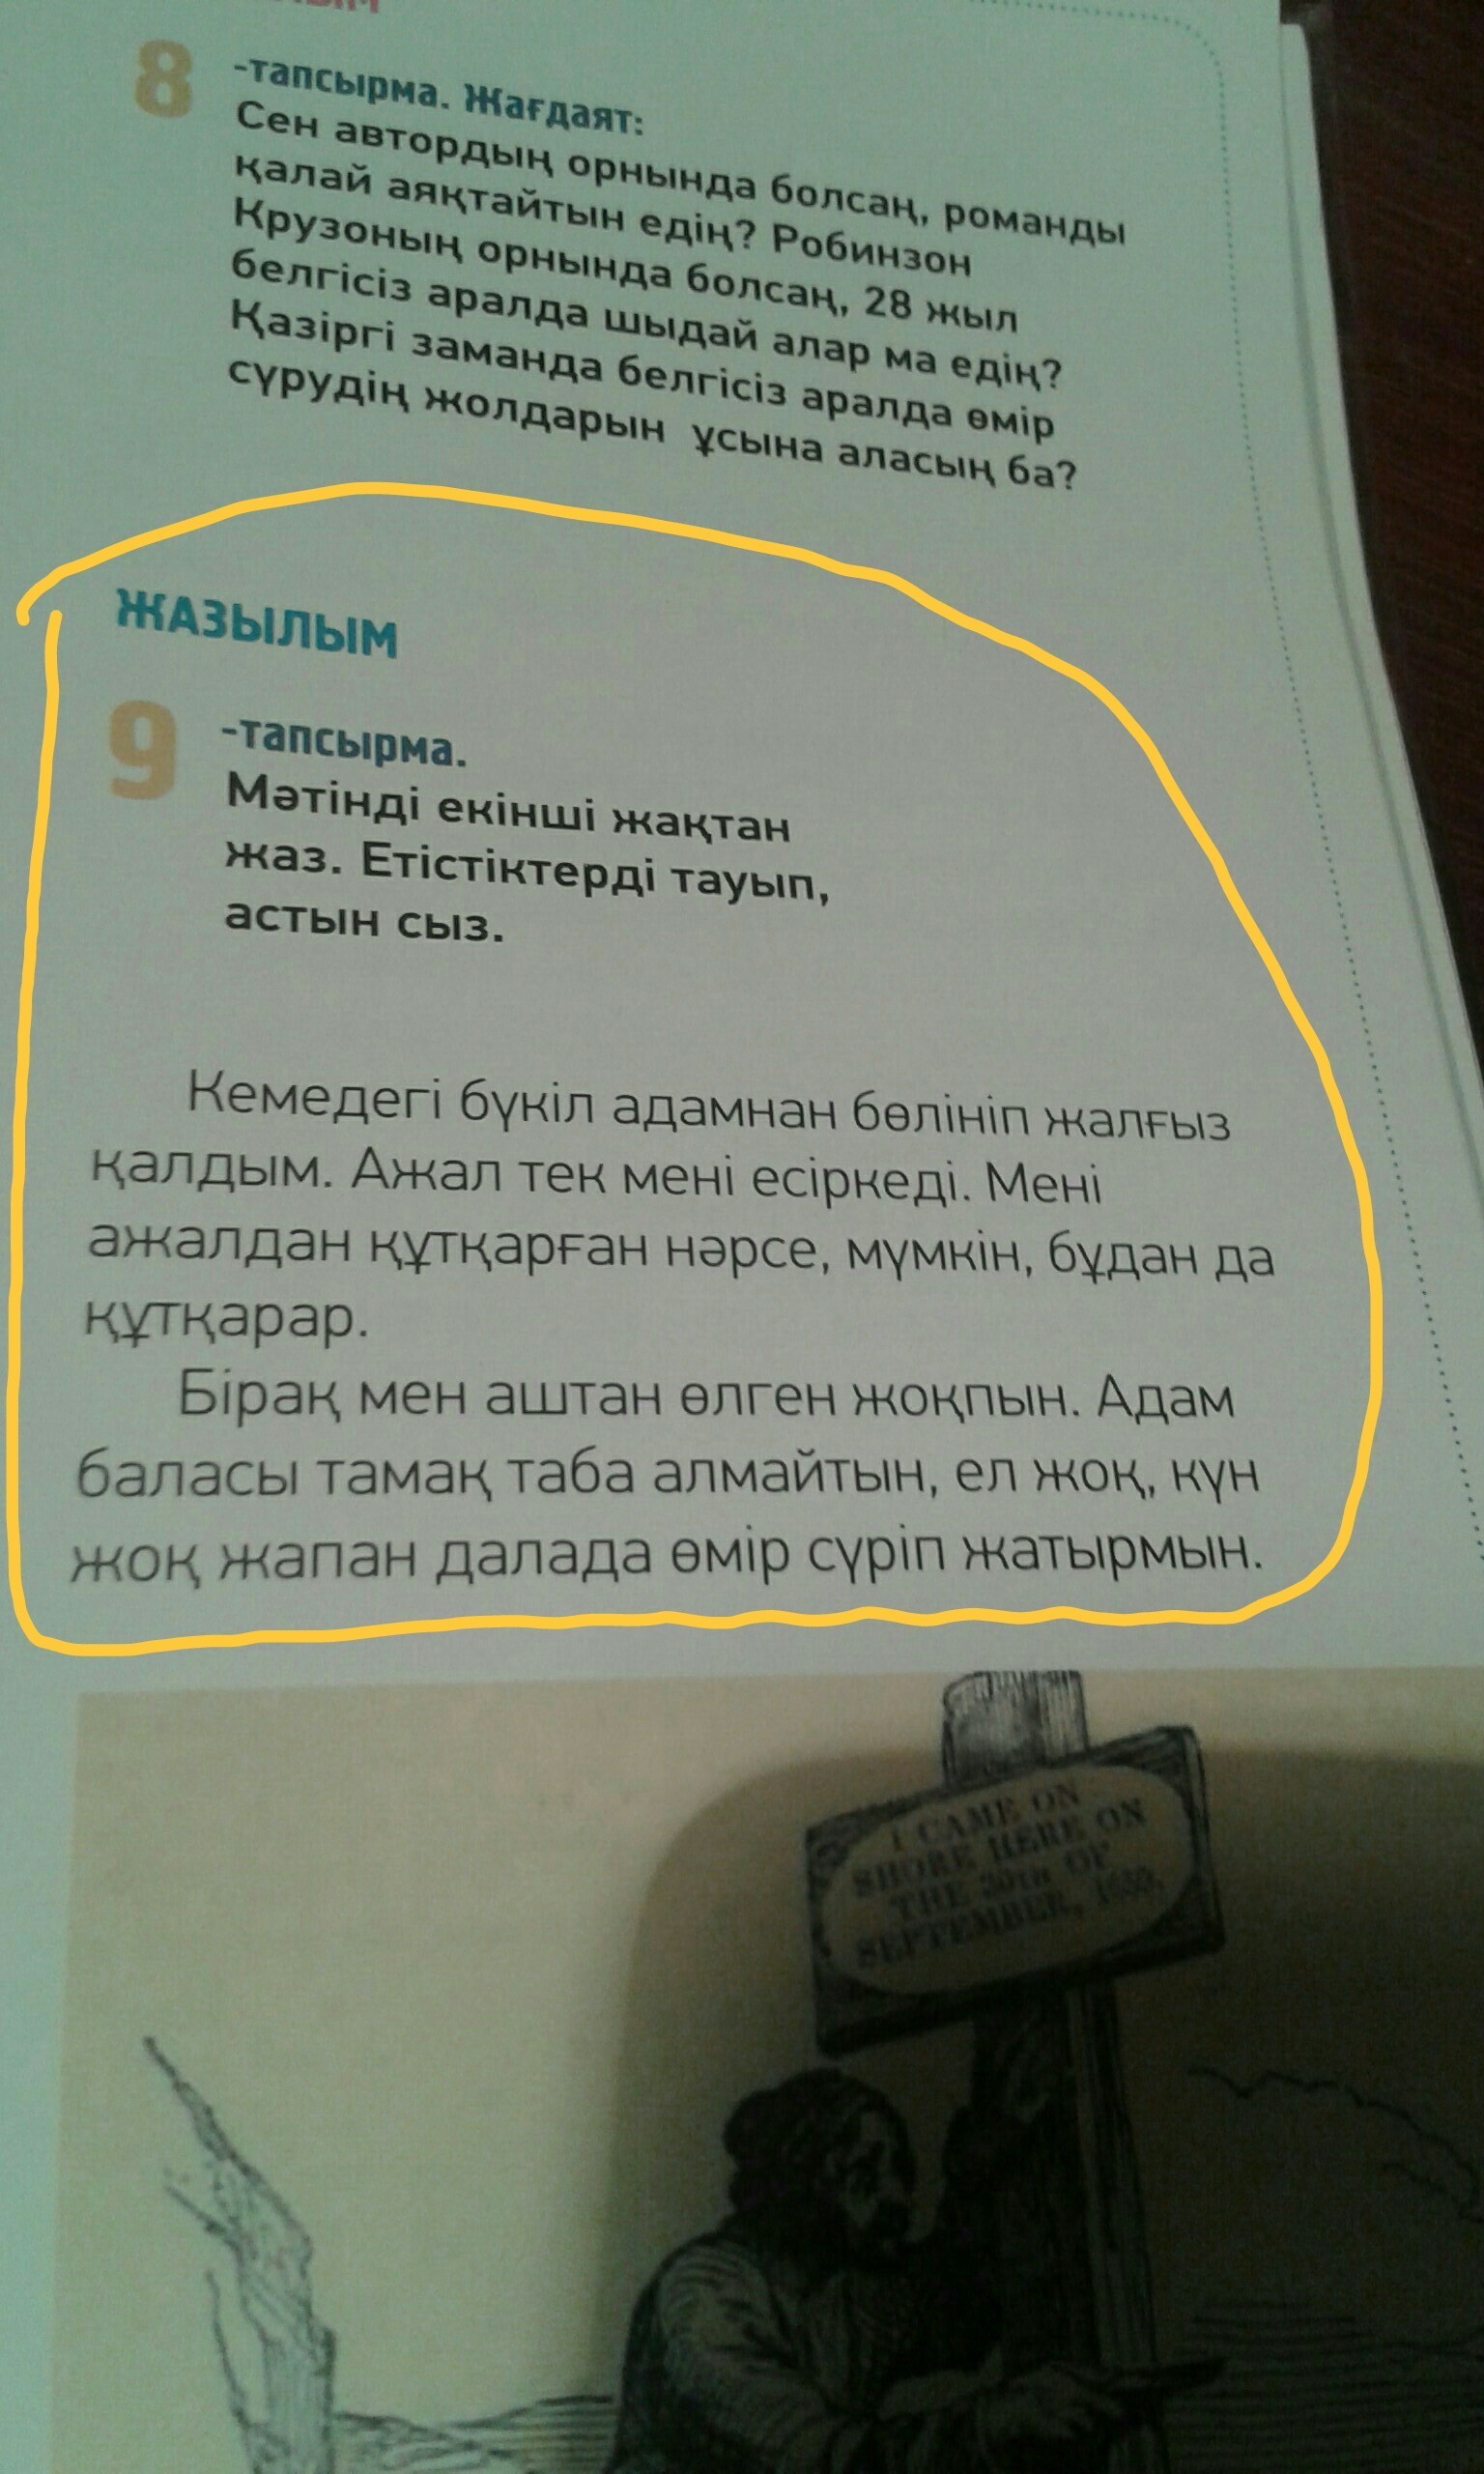 8 -тапсырма. Жағдаят:
Сен автордың орнында болсаң, романды
қалай аяқтайтын едің? Робинзон
Крузоның орнында болсаң, 28 жыл
белгісіз аралда шыдай алар ма едің?
Қазіргі заманда белгісіз аралда өмір
сүрудің жолдарын ұсына аласың ба?
ЖАЗЫЛЫМ
9 -тапсырма.
Мәтінді екінші жақтан
жаз. Етістіктерді тауып,
астын сыз.
Кемедегі бүкіл адамнан бөлініп жалғыз
қалдым. Ажал тек мені есіркеді. Мені
ажалдан құтқарған нәрсе, мүмкін, бұдан да
құтқарар.
Бірақ мен аштан өлген жоқпын. Адам
баласы тамақ таба алмайтын, ел жоқ, күн
жоқ жапан далада өмір сүріп жатырмын.
I CAME ON
SHORE HERE ON
THE 30TH OF
SEPTEMBER, 1659.